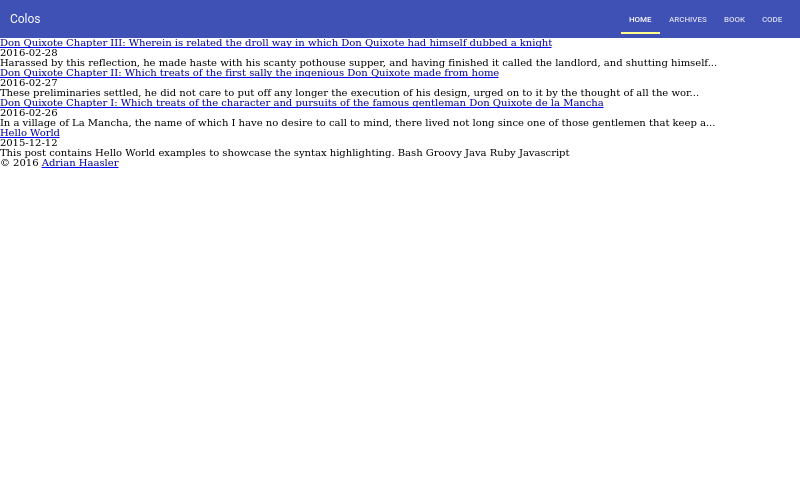 Colos
HOME ARCHIVES BOOK CODE
Don Quixote Chapter III: Wherein is related the droll way in which Don Quixote had himself dubbed a knight
2016-02-28
Harassed by this reflection, he made haste with his scanty pothouse supper, and having finished it called the landlord, and shutting himself...
Don Quixote Chapter II: Which treats of the first sally the ingenious Don Quixote made from home
2016-02-27
These preliminaries settled, he did not care to put off any longer the execution of his design, urged on to it by the thought of all the wor...
Don Quixote Chapter I: Which treats of the character and pursuits of the famous gentleman Don Quixote de la Mancha
2016-02-26
In a village of La Mancha, the name of which I have no desire to call to mind, there lived not long since one of those gentlemen that keep a...
Hello World
2015-12-12
This post contains Hello World examples to showcase the syntax highlighting. Bash Groovy Java Ruby Javascript
© 2016 Adrian Haasler